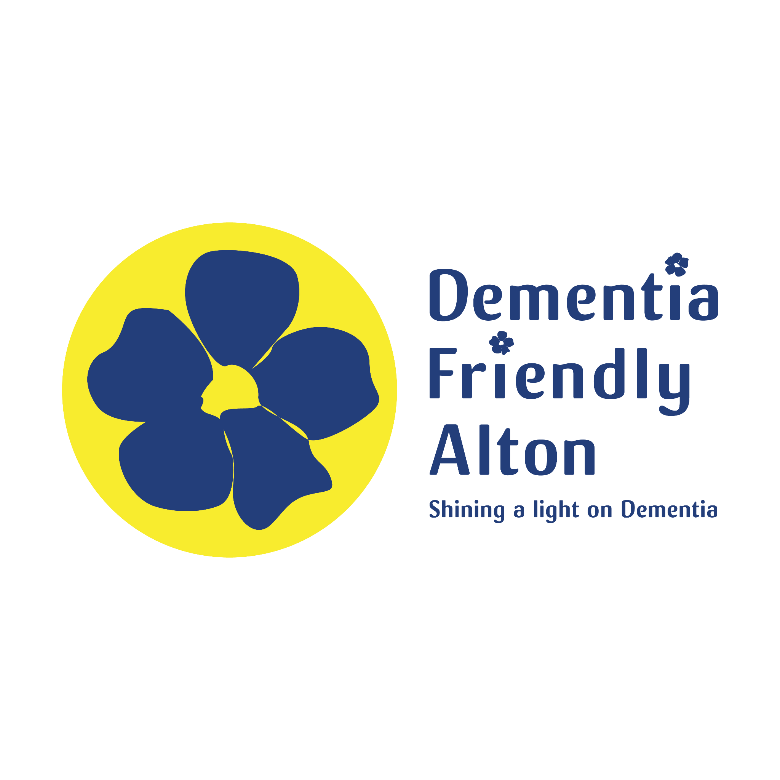 Dementia
Friendly
Alton
Shining a light on Dementia